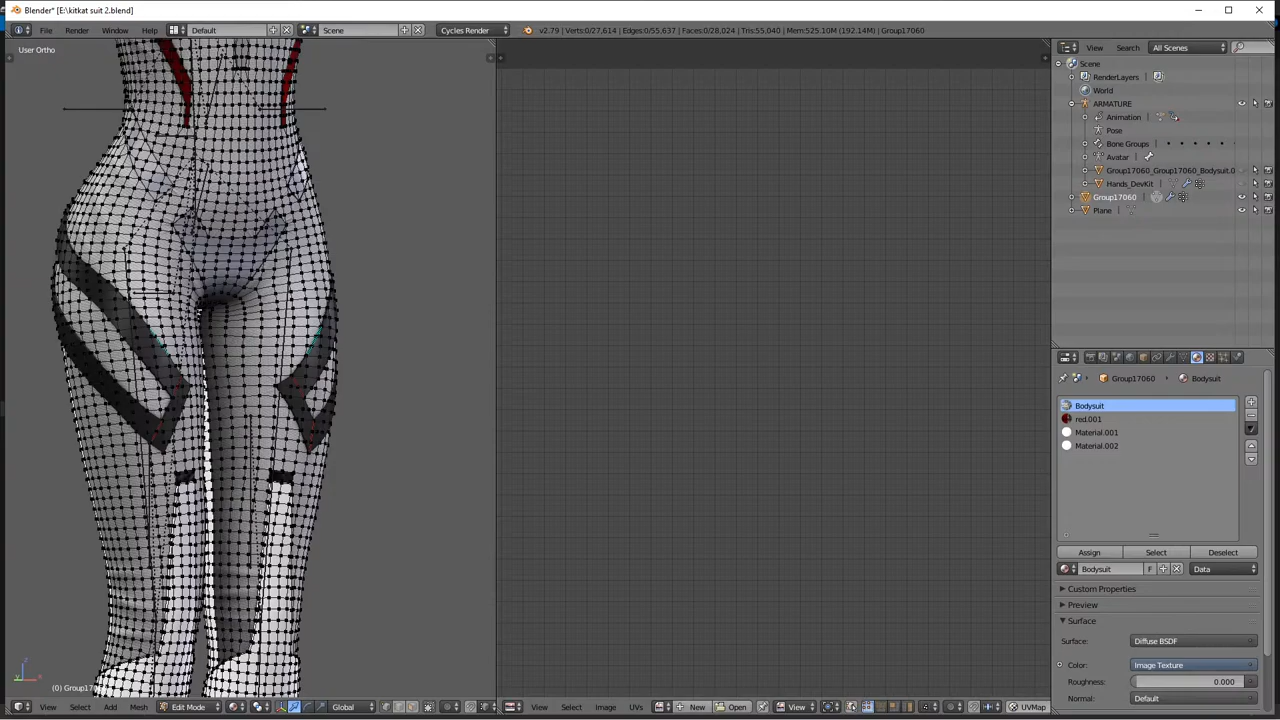 Blender* [E:\kitkat suit 2.blend]
File Render Window Help Default Scene Cycles Render v2.79 | Verts:0/27,614 | Edges:0/55,637 | Faces:0/28,024 | Tris:55,040 | Mem:525.10M (192.14M) | Group17060
View Search All Scenes
User Ortho
Scene
RenderLayers
World
ARMATURE
Animation
Pose
Bone Groups
Avatar
Group17060_Group17060_Bodysuit.0
Hands_DevKit
Group17060
Plane
Group17060 Bodysuit
Bodysuit
red.001
Material.001
Material.002
Assign Select Deselect
Bodysuit F Data
Custom Properties
Preview
Surface
Surface: Diffuse BSDF
Color: Image Texture
Roughness: 0.000
Normal: Default
z
(0) Group170
View Select Add Mesh Edit Mode Global View Select Image UVs New Open View UVMap